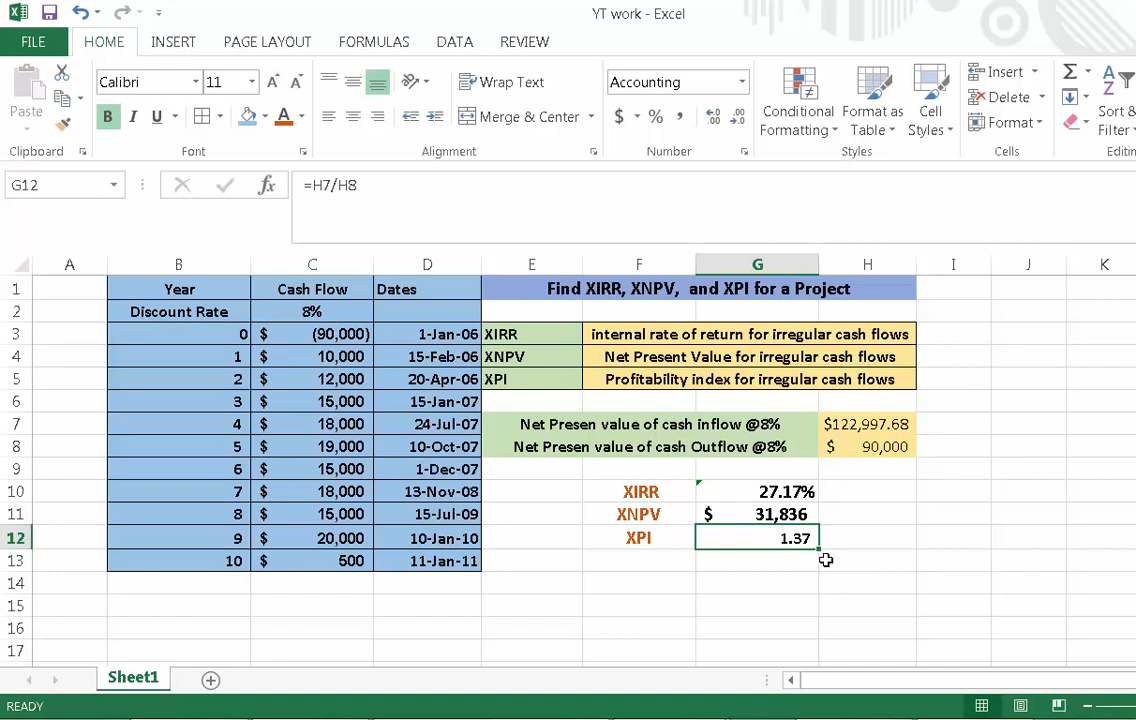 YT work - Excel
FILE HOME INSERT PAGE LAYOUT FORMULAS DATA REVIEW
Paste
Clipboard
Calibri 11
B I U A
Font
Wrap Text
Merge & Center
Alignment
Accounting
$ % ,
Number
Conditional Formatting
Format as Table
Cell Styles
Styles
Insert
Delete
Format
Cells
Sort &
Filter
Editin
G12 fx =H7/H8
A B C D E F G H I J K
1 Year Cash Flow Dates Find XIRR, XNPV, and XPI for a Project
2 Discount Rate 8%
3 0 $ (90,000) 1-Jan-06 XIRR internal rate of return for irregular cash flows
4 1 $ 10,000 15-Feb-06 XNPV Net Present Value for irregular cash flows
5 2 $ 12,000 20-Apr-06 XPI Profitability index for irregular cash flows
6 3 $ 15,000 15-Jan-07
7 4 $ 18,000 24-Jul-07 Net Presen value of cash inflow @8% $122,997.68
8 5 $ 19,000 10-Oct-07 Net Presen value of cash Outflow @8% $ 90,000
9 6 $ 15,000 1-Dec-07
10 7 $ 18,000 13-Nov-08 XIRR 27.17%
11 8 $ 15,000 15-Jul-09 XNPV $ 31,836
12 9 $ 20,000 10-Jan-10 XPI 1.37
13 10 $ 500 11-Jan-11
14
15
16
17
Sheet1
READY